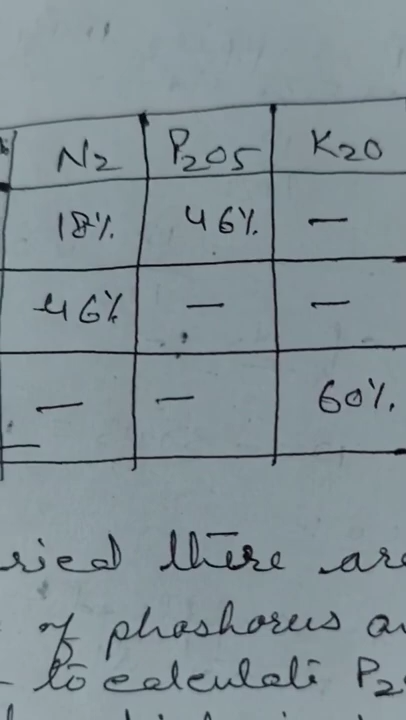 N2 P2O5 K2O
18% 46% —
46% — —
— — 60%
there are
of phoshorus
to calculate